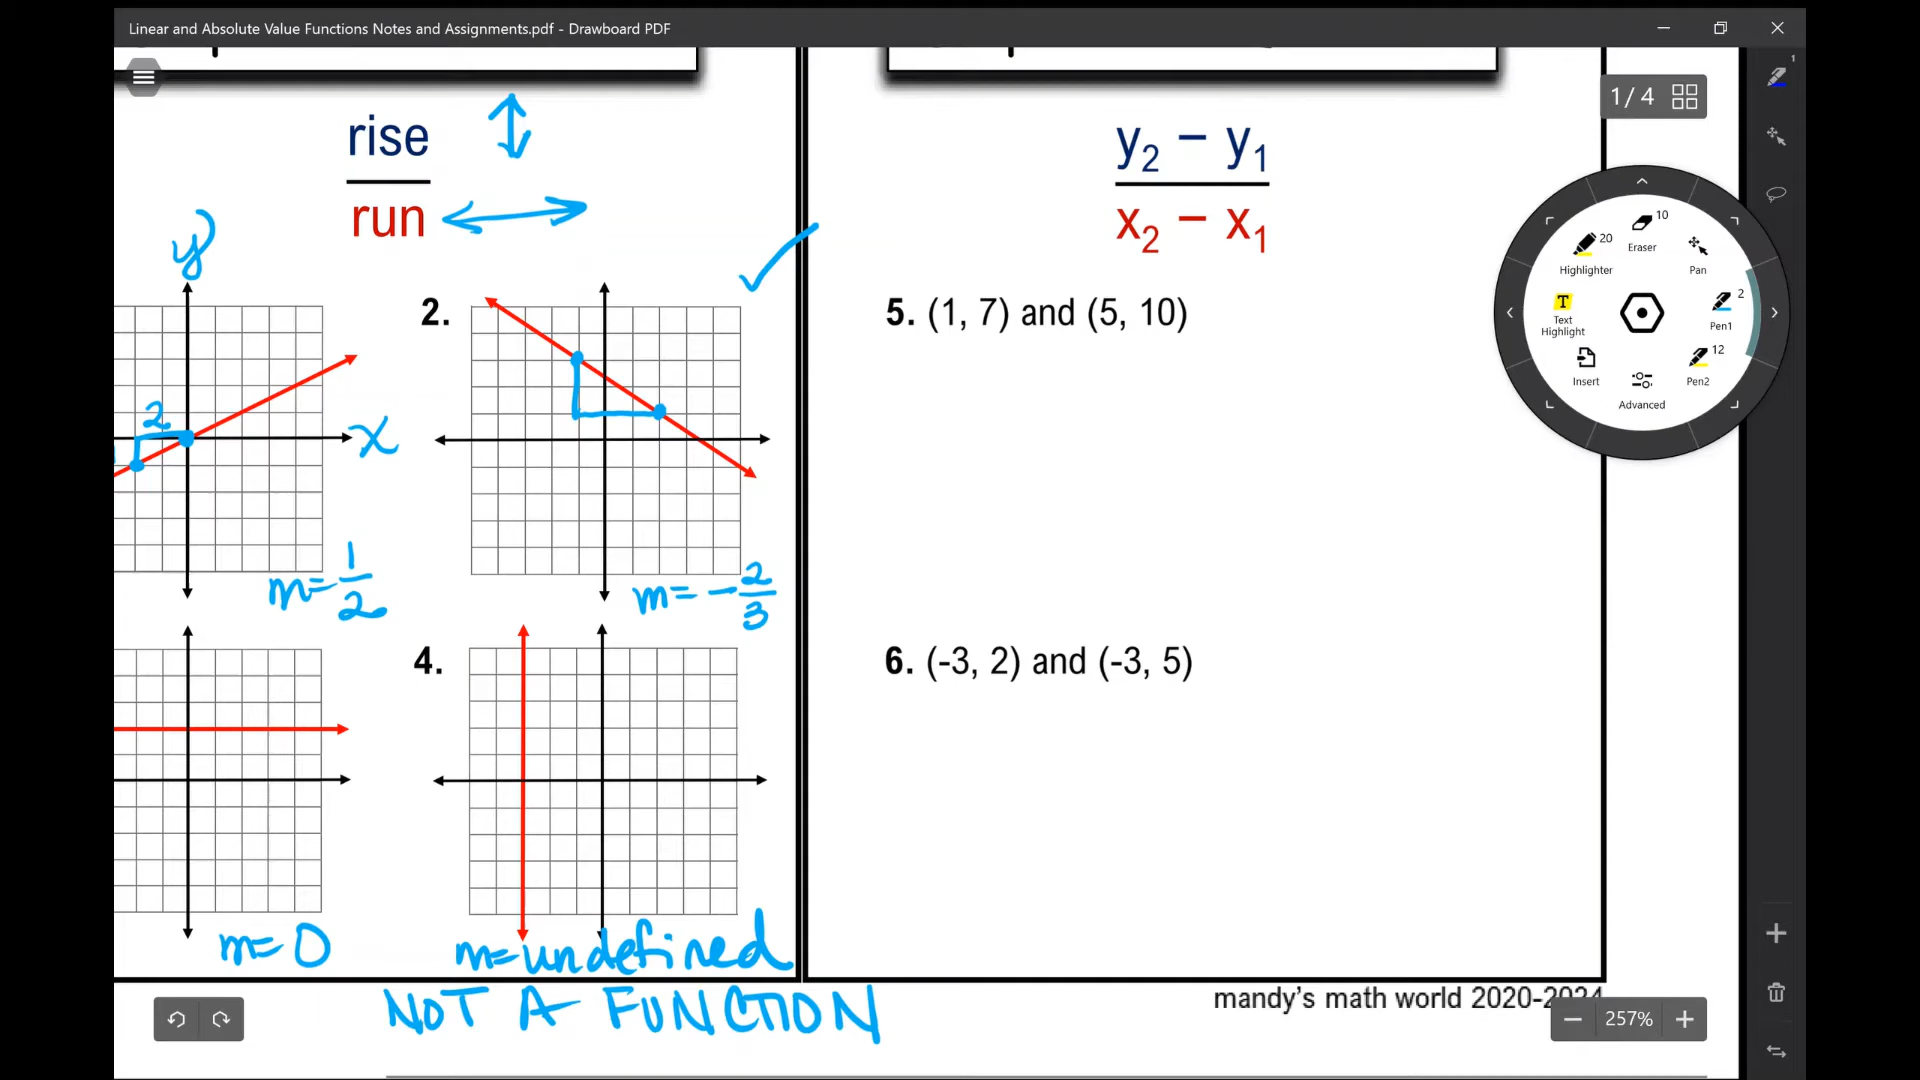 Linear and Absolute Value Functions Notes and Assignments.pdf - Drawboard PDF
1 / 4
rise
run
y
x
2
m = 1/2
2.
m = - 2/3
m = 0
4.
m = undefined
NOT A FUNCTION
y₂ − y₁
x₂ − x₁
5. (1, 7) and (5, 10)
6. (-3, 2) and (-3, 5)
mandy's math world 2020-2024
10
Eraser
20
Highlighter
Pan
T
Text
Highlight
2
Pen1
Insert
12
Pen2
Advanced
1
257%